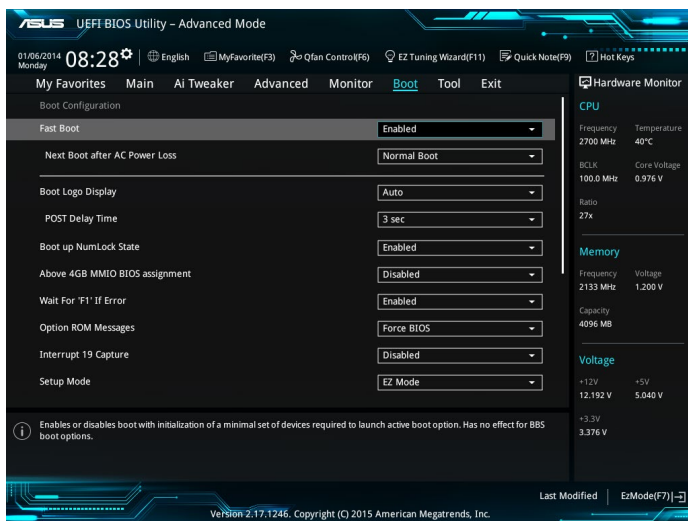 ASUS UEFI BIOS Utility – Advanced Mode
01/06/2014 Monday 08:28 English MyFavorite(F3) Qfan Control(F6) EZ Tuning Wizard(F11) Quick Note(F9) ? Hot Keys
My Favorites Main Ai Tweaker Advanced Monitor Boot Tool Exit
Boot Configuration
Fast Boot Enabled
Next Boot after AC Power Loss Normal Boot
Boot Logo Display Auto
POST Delay Time 3 sec
Boot up NumLock State Enabled
Above 4GB MMIO BIOS assignment Disabled
Wait For 'F1' If Error Enabled
Option ROM Messages Force BIOS
Interrupt 19 Capture Disabled
Setup Mode EZ Mode
Enables or disables boot with initialization of a minimal set of devices required to launch active boot option. Has no effect for BBS
boot options.
Hardware Monitor
CPU
Frequency Temperature
2700 MHz 40°C
BCLK Core Voltage
100.0 MHz 0.976 V
Ratio
27x
Memory
Frequency Voltage
2133 MHz 1.200 V
Capacity
4096 MB
Voltage
+12V +5V
12.192 V 5.040 V
+3.3V
3.376 V
Last Modified EzMode(F7)
Version 2.17.1246. Copyright (C) 2015 American Megatrends, Inc.